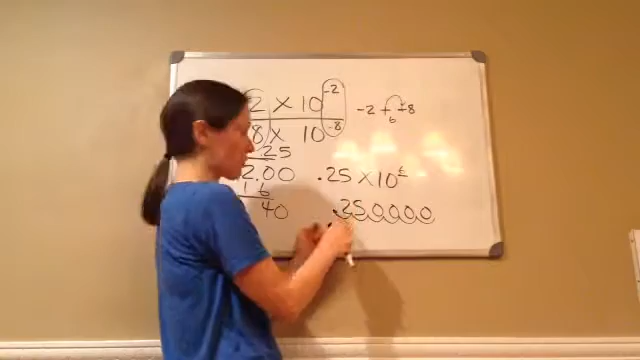 2 × 10⁻²
-2 + +8
6
8 × 10⁻⁸
.25
2.00
.25 × 10⁶
16
40
.250000